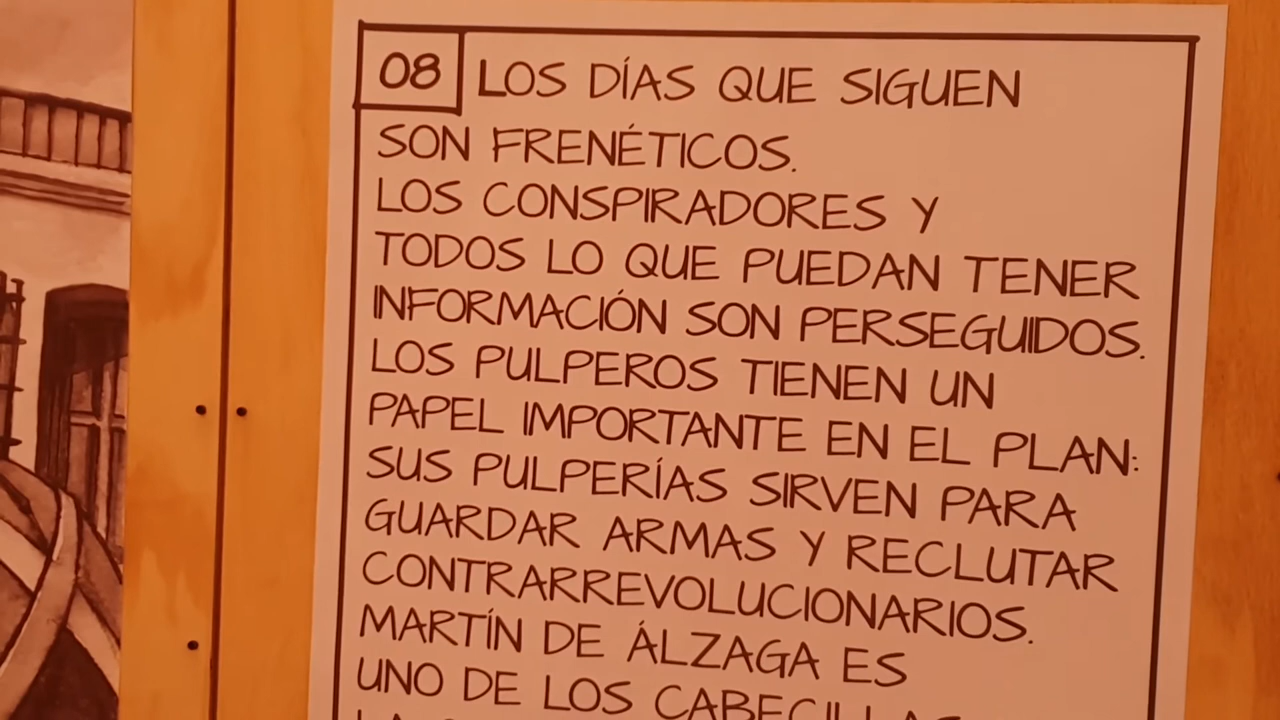 08 LOS DÍAS QUE SIGUEN
SON FRENÉTICOS.
LOS CONSPIRADORES Y
TODOS LO QUE PUEDAN TENER
INFORMACIÓN SON PERSEGUIDOS.
LOS PULPEROS TIENEN UN
PAPEL IMPORTANTE EN EL PLAN:
SUS PULPERÍAS SIRVEN PARA
GUARDAR ARMAS Y RECLUTAR
CONTRARREVOLUCIONARIOS.
MARTÍN DE ÁLZAGA ES
UNO DE LOS CABECILLAS